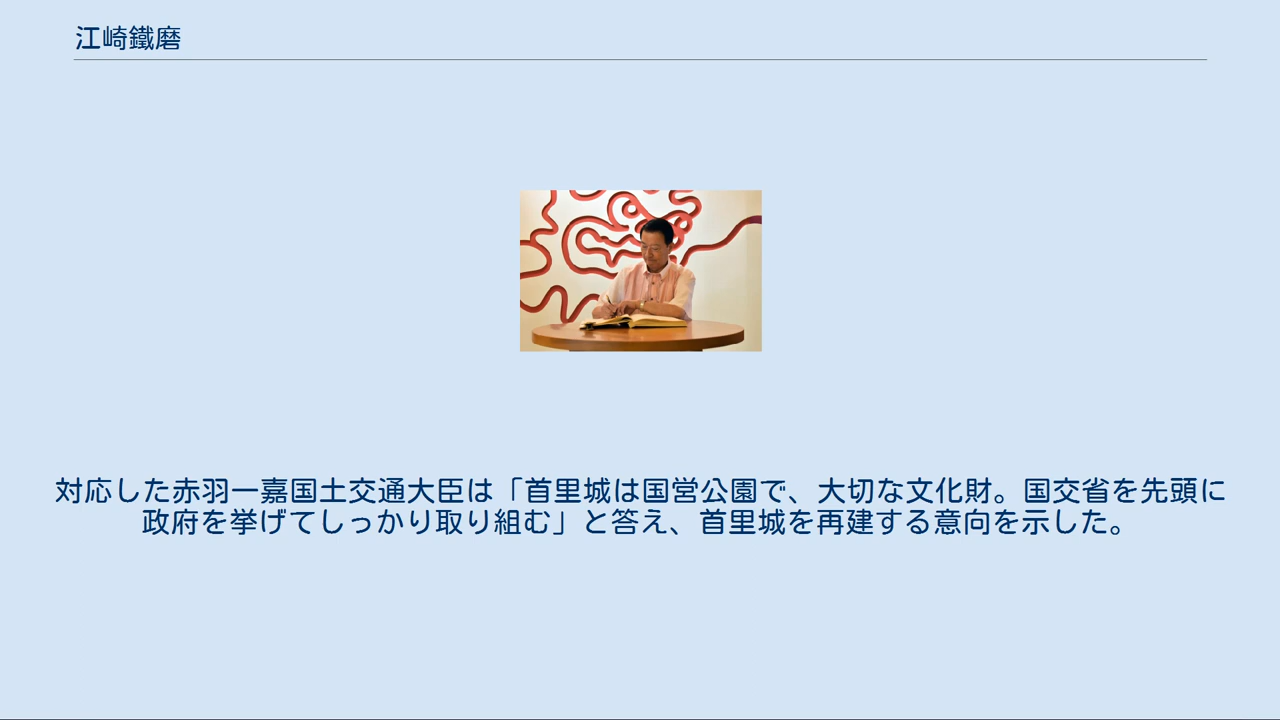 江崎鐵磨
対応した赤羽一嘉国土交通大臣は「首里城は国営公園で、大切な文化財。国交省を先頭に
政府を挙げてしっかり取り組む」と答え、首里城を再建する意向を示した。